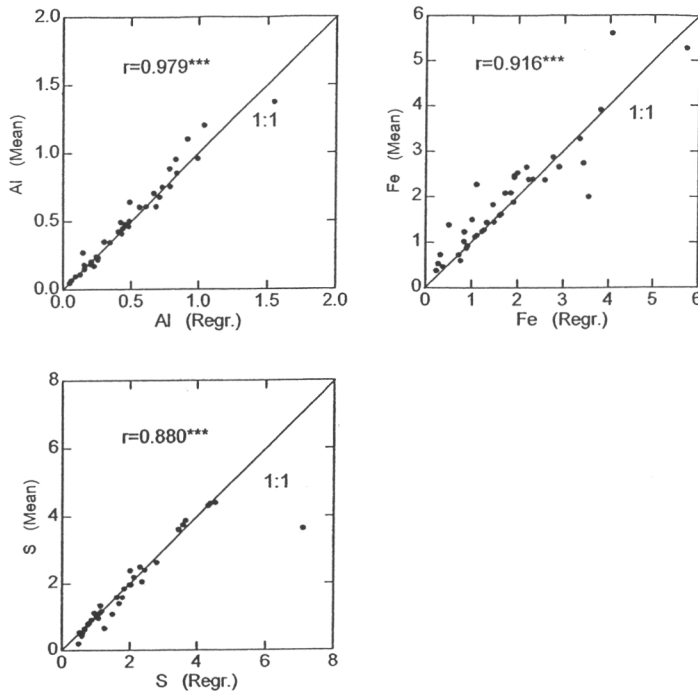 2.0
1.5
1.0
0.5
0.0
Al (Mean)
r=0.979***
1:1
0.0 0.5 1.0 1.5 2.0
Al (Regr.)
6
5
4
3
2
1
0
Fe (Mean)
r=0.916***
1:1
0 1 2 3 4 5 6
Fe (Regr.)
8
6
4
2
0
S (Mean)
r=0.880***
1:1
0 2 4 6 8
S (Regr.)